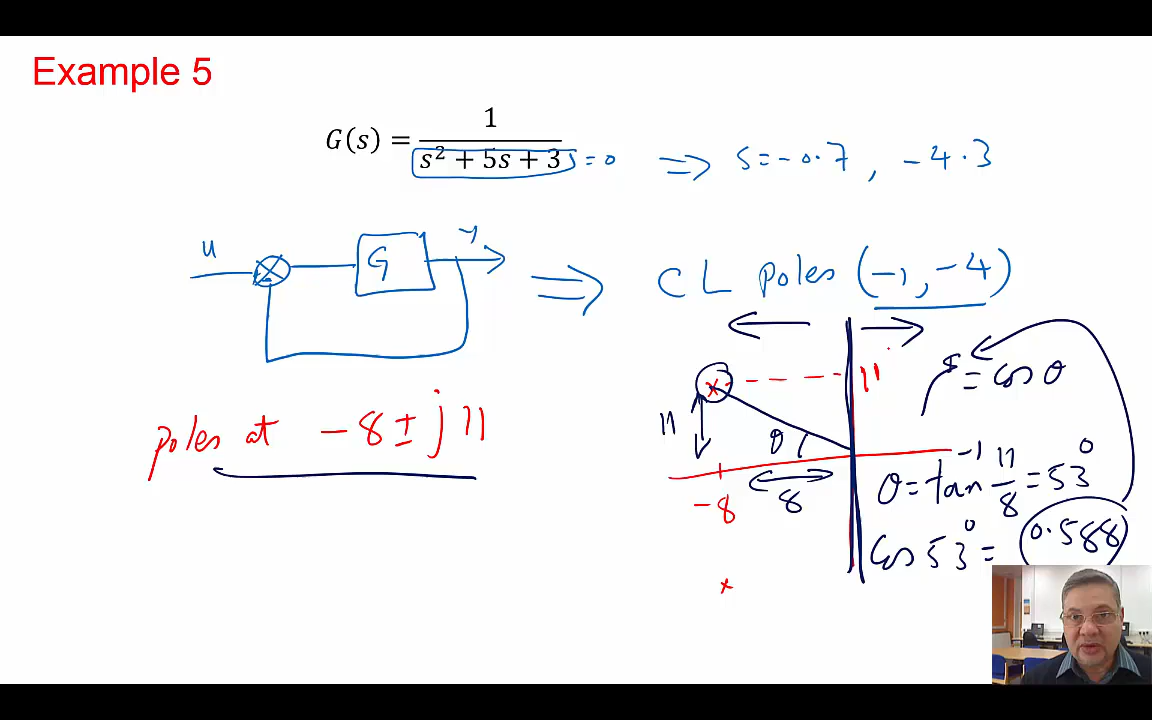 Example 5
G(s) = 1 / (s² + 5s + 3) = 0 ⇒ s = -0.7, -4.3
u G y ⇒ CL poles (-1, -4)
poles at -8 ± j 11
11 = cos θ
11 θ 8
-8
θ = tan⁻¹ 11/8 = 53°
cos 53° = 0.588